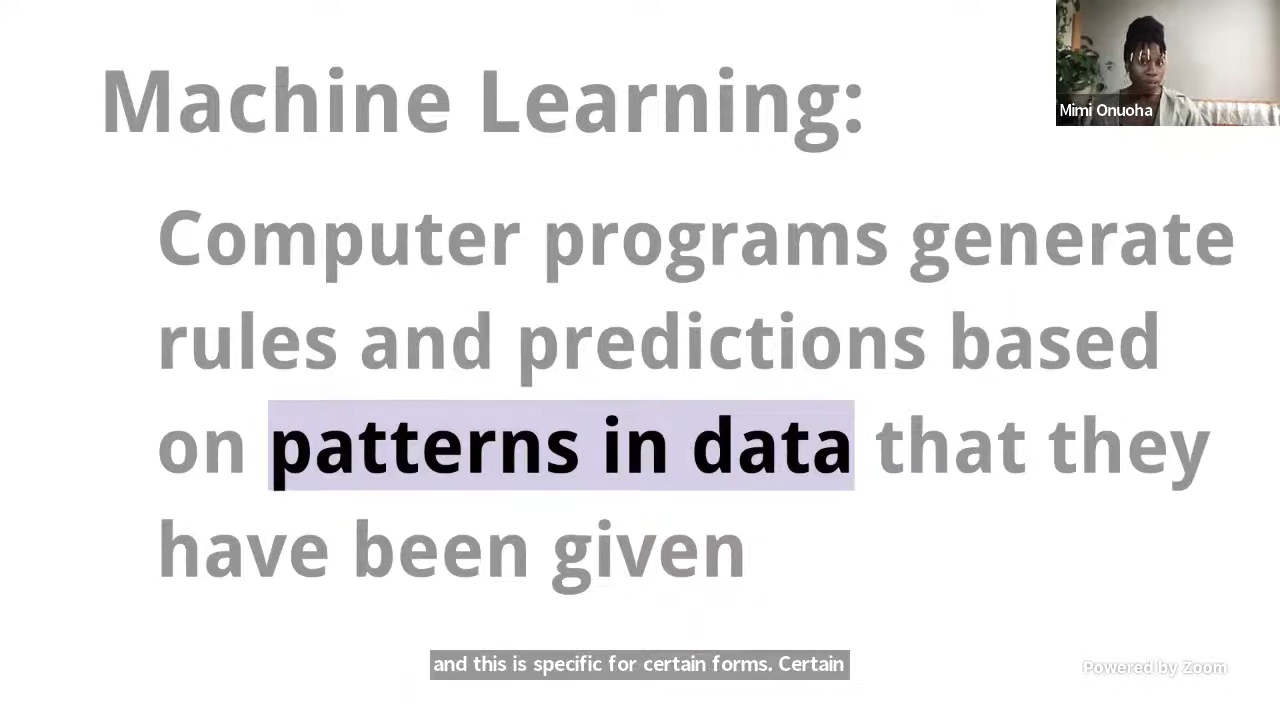 Machine Learning:
Mimi Onuoha
Computer programs generate
rules and predictions based
on patterns in data that they
have been given
and this is specific for certain forms. Certain
Powered by Zoom